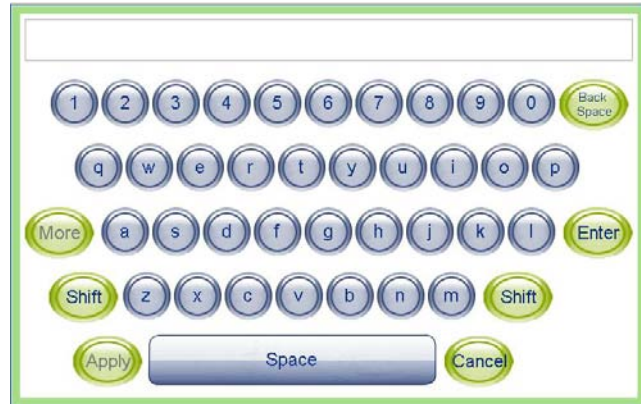 1 2 3 4 5 6 7 8 9 0 Back Space
q w e r t y u i o p
More a s d f g h j k l Enter
Shift z x c v b n m Shift
Apply Space Cancel